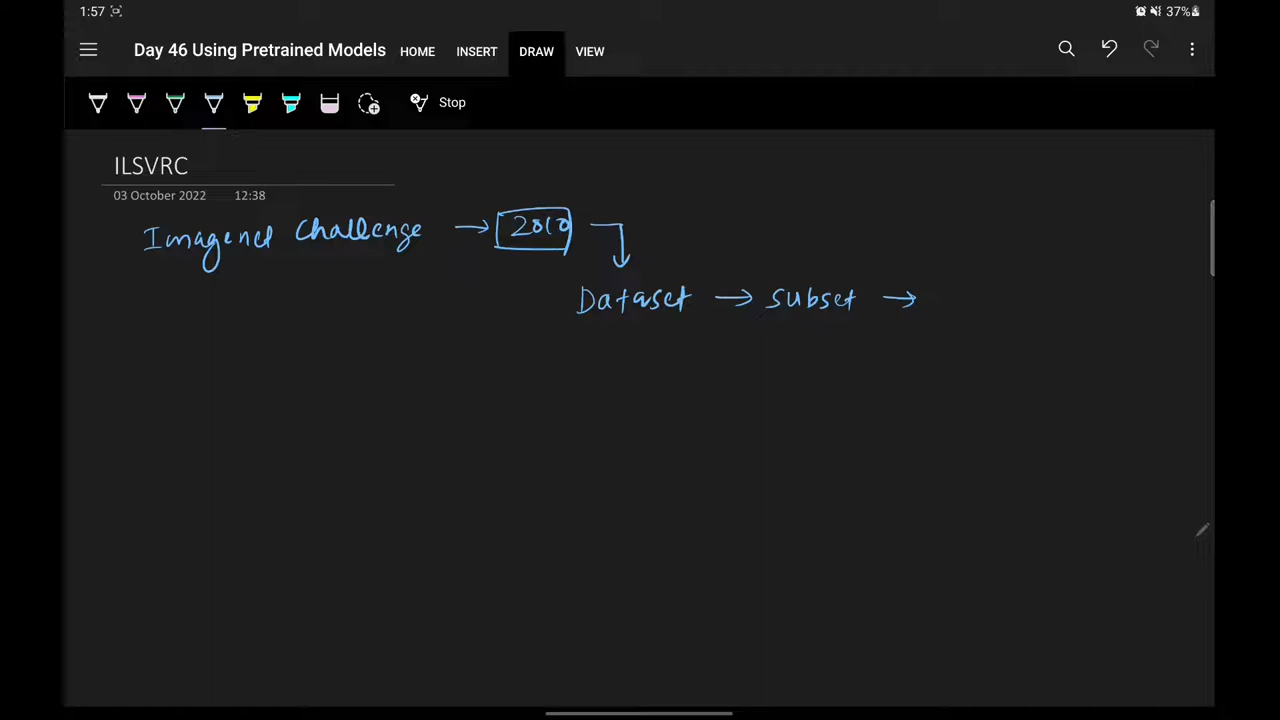 1:57 37%
Day 46 Using Pretrained Models HOME INSERT DRAW VIEW
Stop
ILSVRC
03 October 2022 12:38
Imagenet Challenge → 2010
Dataset → subset →